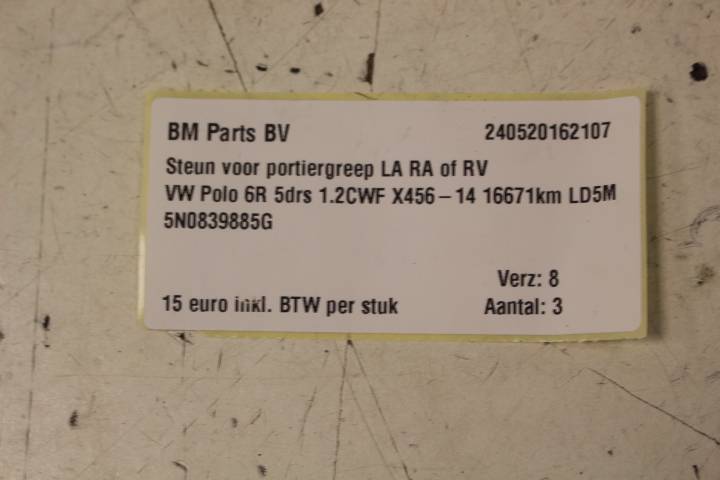 BM Parts BV 240520162107
Steun voor portiergreep LA RA of RV
VW Polo 6R 5drs 1.2CWF X456 – 14 16671km LD5M
5N0839885G
Verz: 8
15 euro inkl. BTW per stuk Aantal: 3